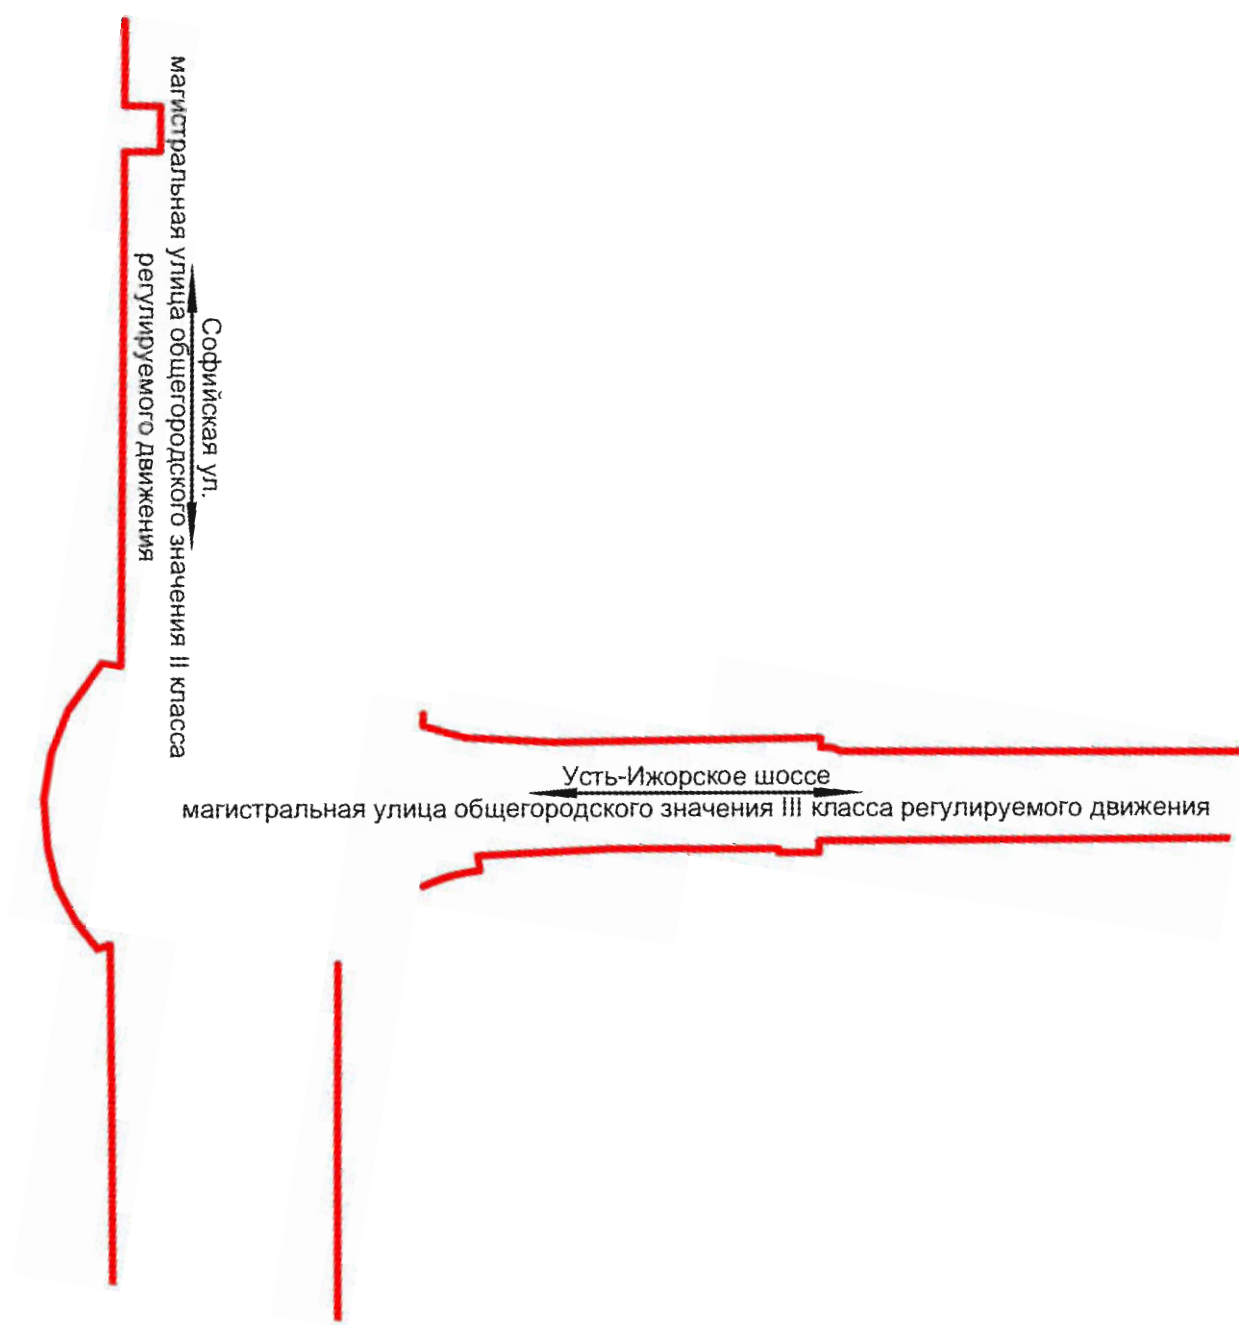 Софийская ул.
магистральная улица общегородского значения II класса
регулируемого движения
Усть-Ижорское шоссе
магистральная улица общегородского значения III класса регулируемого движения